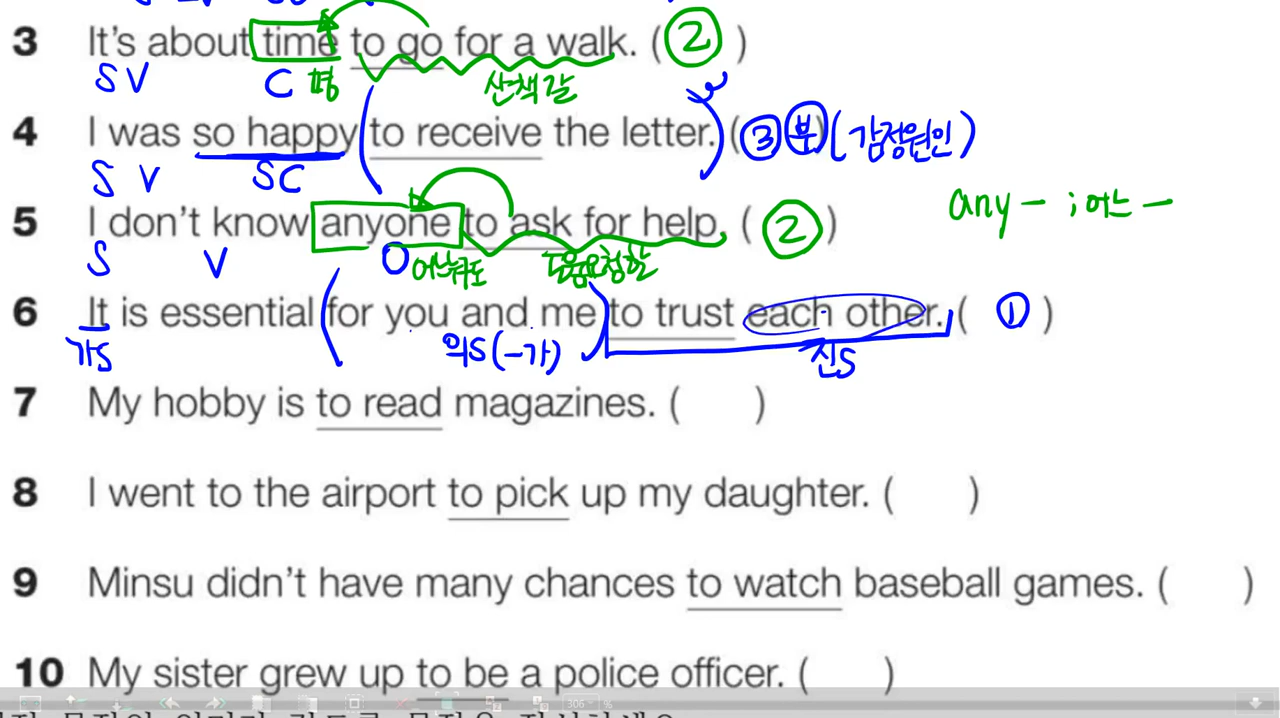 3 It's about time to go for a walk. ( ② )
S V C 명 산책갈
4 I was so happy to receive the letter. ( ③ 부 (감정원인)
S V SC
5 I don't know anyone to ask for help. ( ② ) any - ; 어느 -
S V O 어느누구도 도움요청할
6 It is essential for you and me to trust each other. ( ① )
가S 의S (-가) 진S
7 My hobby is to read magazines. ( )
8 I went to the airport to pick up my daughter. ( )
9 Minsu didn't have many chances to watch baseball games. ( )
10 My sister grew up to be a police officer. ( )
306 %